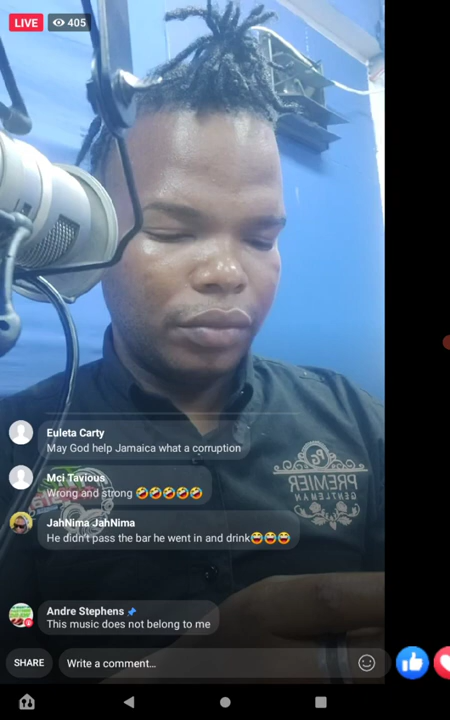 LIVE 405
Euleta Carty
May God help Jamaica what a corruption
PREMIER
GENTLEMAN
Mci Tavious
Wrong and strong 🤣🤣🤣🤣🤣
JahNima JahNima
He didn't pass the bar he went in and drink😂😂😂
Andre Stephens 📌
This music does not belong to me
SHARE
Write a comment...